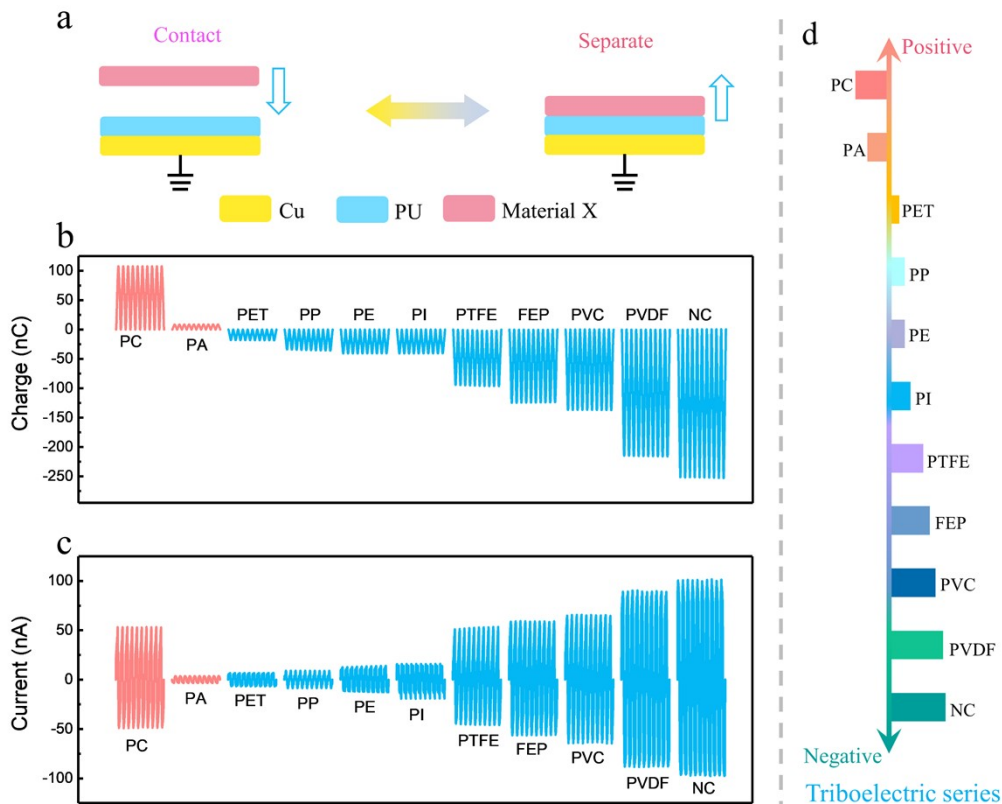 a
Contact
Separate
Cu
PU
Material X
b
Charge (nC)
100
50
0
-50
-100
-150
-200
-250
PC
PA
PET
PP
PE
PI
PTFE
FEP
PVC
PVDF
NC
c
Current (nA)
100
50
0
-50
-100
PC
PA
PET
PP
PE
PI
PTFE
FEP
PVC
PVDF
NC
d
Positive
PC
PA
PET
PP
PE
PI
PTFE
FEP
PVC
PVDF
NC
Negative
Triboelectric series